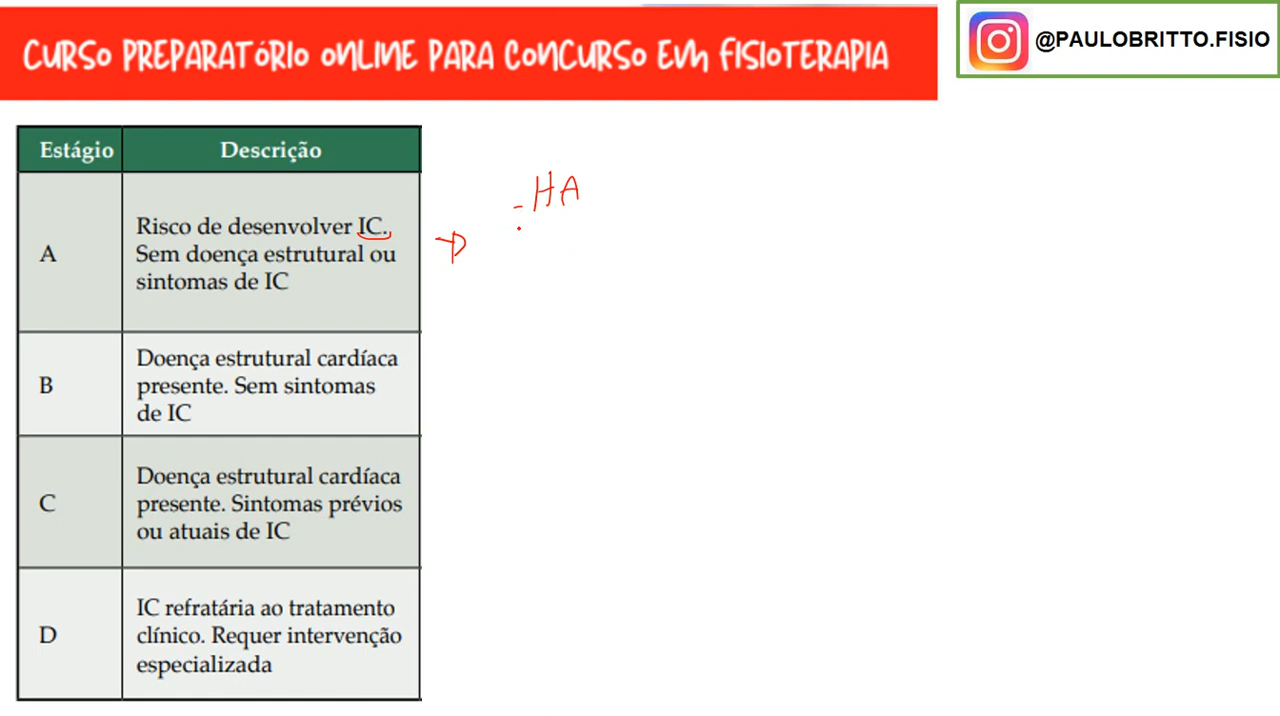 CURSO PREPARATÓRIO ONLINE PARA CONCURSO EM FISIOTERAPIA
@PAULOBRITTO.FISIO
Estágio Descrição
A
Risco de desenvolver IC.
Sem doença estrutural ou
sintomas de IC
- HA
B
Doença estrutural cardíaca
presente. Sem sintomas
de IC
C
Doença estrutural cardíaca
presente. Sintomas prévios
ou atuais de IC
D
IC refratária ao tratamento
clínico. Requer intervenção
especializada